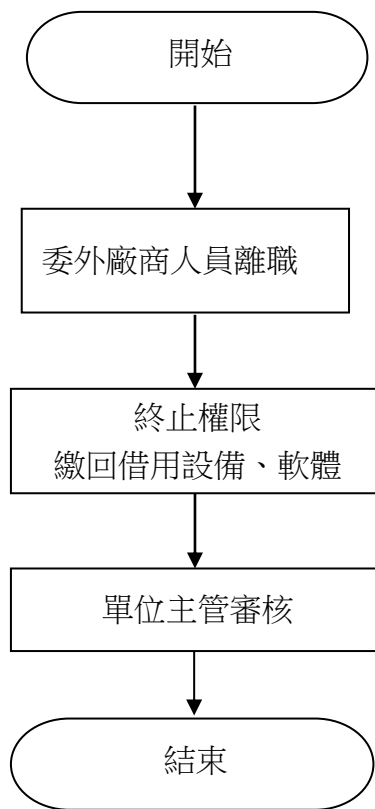 開始
委外廠商人員離職
終止權限
繳回借用設備、軟體
單位主管審核
結束